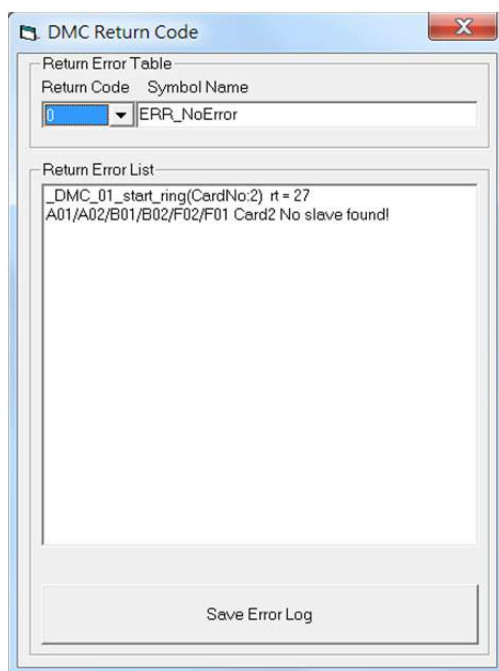 DMC Return Code
Return Error Table
Return Code Symbol Name
0 ERR_NoError
Return Error List
_DMC_01_start_ring(CardNo:2) rt = 27
A01/A02/B01/B02/F02/F01 Card2 No slave found!
Save Error Log